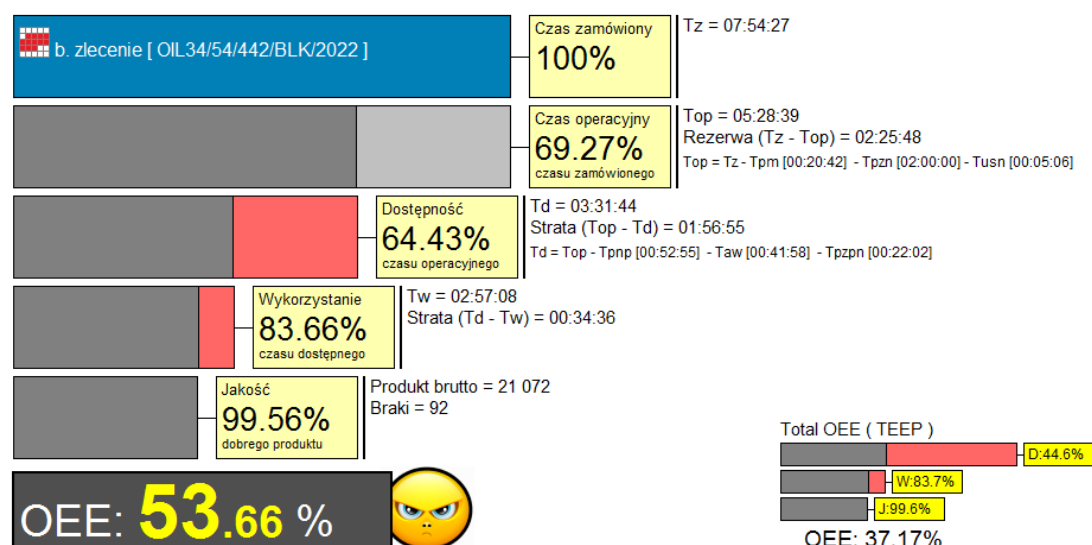 b. zlecenie [ OIL34/54/442/BLK/2022 ]
Czas zamówiony
100%
Tz = 07:54:27
Czas operacyjny
69.27%
czasu zamówionego
Top = 05:28:39
Rezerwa (Tz - Top) = 02:25:48
Top = Tz - Tpm [00:20:42] - Tpzn [02:00:00] - Tusn [00:05:06]
Dostępność
64.43%
czasu operacyjnego
Td = 03:31:44
Strata (Top - Td) = 01:56:55
Td = Top - Tpnp [00:52:55] - Taw [00:41:58] - Tpzpn [00:22:02]
Wykorzystanie
83.66%
czasu dostępnego
Tw = 02:57:08
Strata (Td - Tw) = 00:34:36
Jakość
99.56%
dobrego produktu
Produkt brutto = 21 072
Braki = 92
OEE: 53.66 %
Total OEE ( TEEP )
D:44.6%
W:83.7%
J:99.6%
OEE: 37.17%